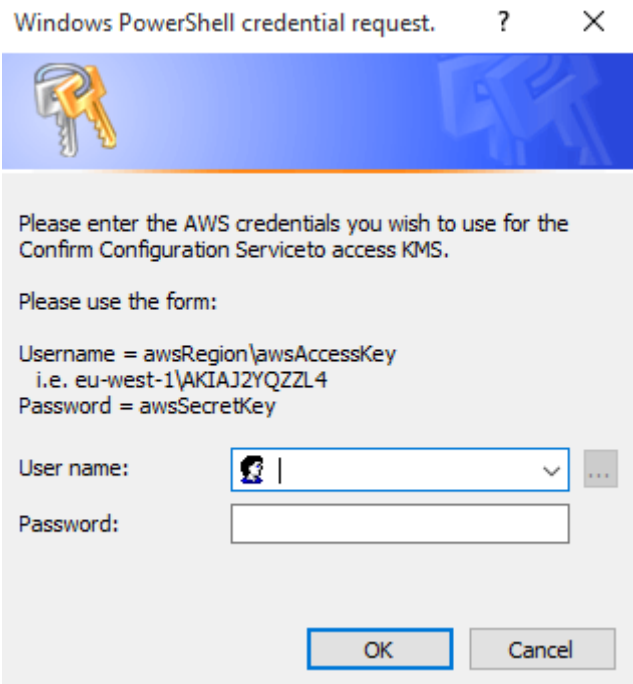 Windows PowerShell credential request. ? ×
Please enter the AWS credentials you wish to use for the
Confirm Configuration Serviceto access KMS.
Please use the form:
Username = awsRegion\awsAccessKey
i.e. eu-west-1\AKIAJ2YQZZL4
Password = awsSecretKey
User name:
...
Password:
OK Cancel